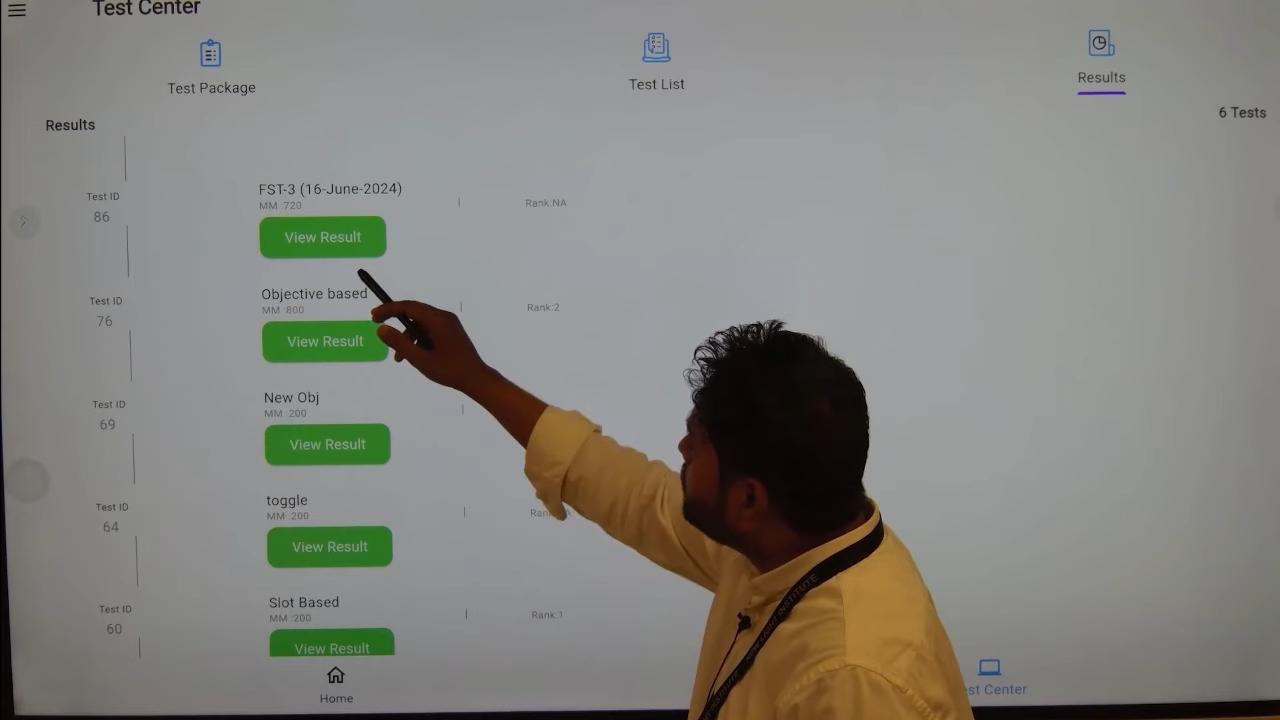 Test Center
Test Package
Test List
Results
6 Tests
Results
Test ID
86
FST-3 (16-June-2024)
MM :720
Rank:NA
View Result
Test ID
76
Objective based
MM :800
Rank:2
View Result
Test ID
69
New Obj
MM :200
View Result
Test ID
64
toggle
MM :200
View Result
Test ID
60
Slot Based
MM :200
Rank:1
View Result
Home
Center
INSTITUTE